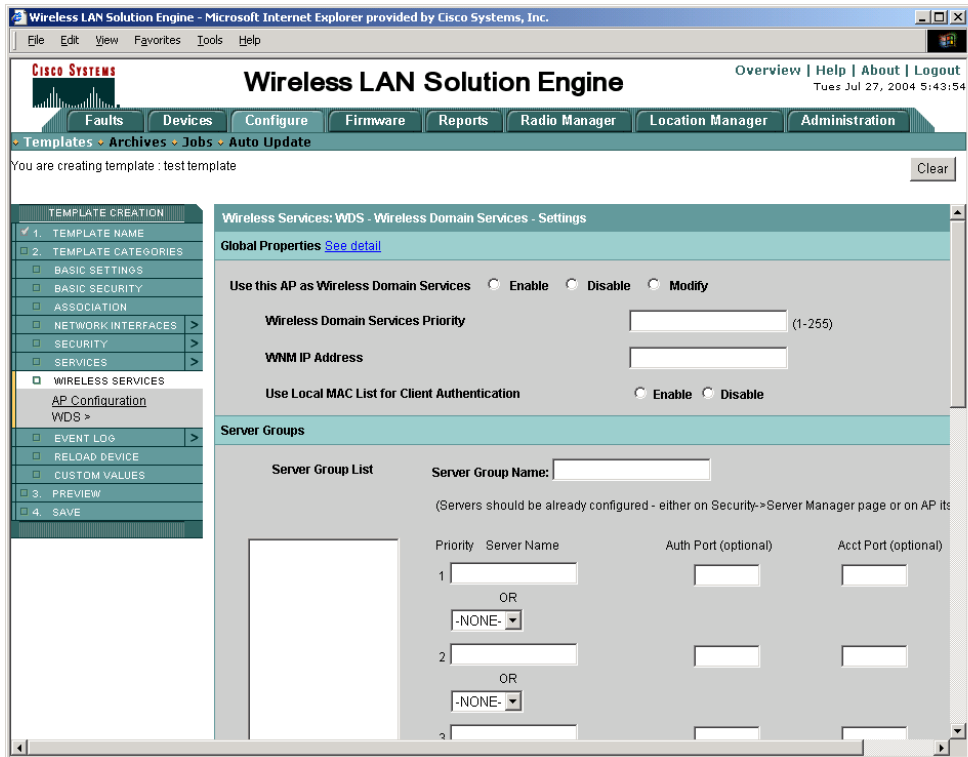 Wireless LAN Solution Engine - Microsoft Internet Explorer provided by Cisco Systems, Inc.
File Edit View Favorites Tools Help
CISCO SYSTEMS
Wireless LAN Solution Engine
Overview | Help | About | Logout
Tues Jul 27, 2004 5:43:54
Faults Devices Configure Firmware Reports Radio Manager Location Manager Administration
Templates Archives Jobs Auto Update
You are creating template : test template
Clear
TEMPLATE CREATION
1. TEMPLATE NAME
2. TEMPLATE CATEGORIES
BASIC SETTINGS
BASIC SECURITY
ASSOCIATION
NETWORK INTERFACES >
SECURITY >
SERVICES >
WIRELESS SERVICES
AP Configuration
WDS >
EVENT LOG >
RELOAD DEVICE
CUSTOM VALUES
3. PREVIEW
4. SAVE
Wireless Services: WDS - Wireless Domain Services - Settings
Global Properties See detail
Use this AP as Wireless Domain Services Enable Disable Modify
Wireless Domain Services Priority (1-255)
WNM IP Address
Use Local MAC List for Client Authentication Enable Disable
Server Groups
Server Group List Server Group Name:
(Servers should be already configured - either on Security->Server Manager page or on AP its
Priority Server Name Auth Port (optional) Acct Port (optional)
1
OR
-NONE-
2
OR
-NONE-
3